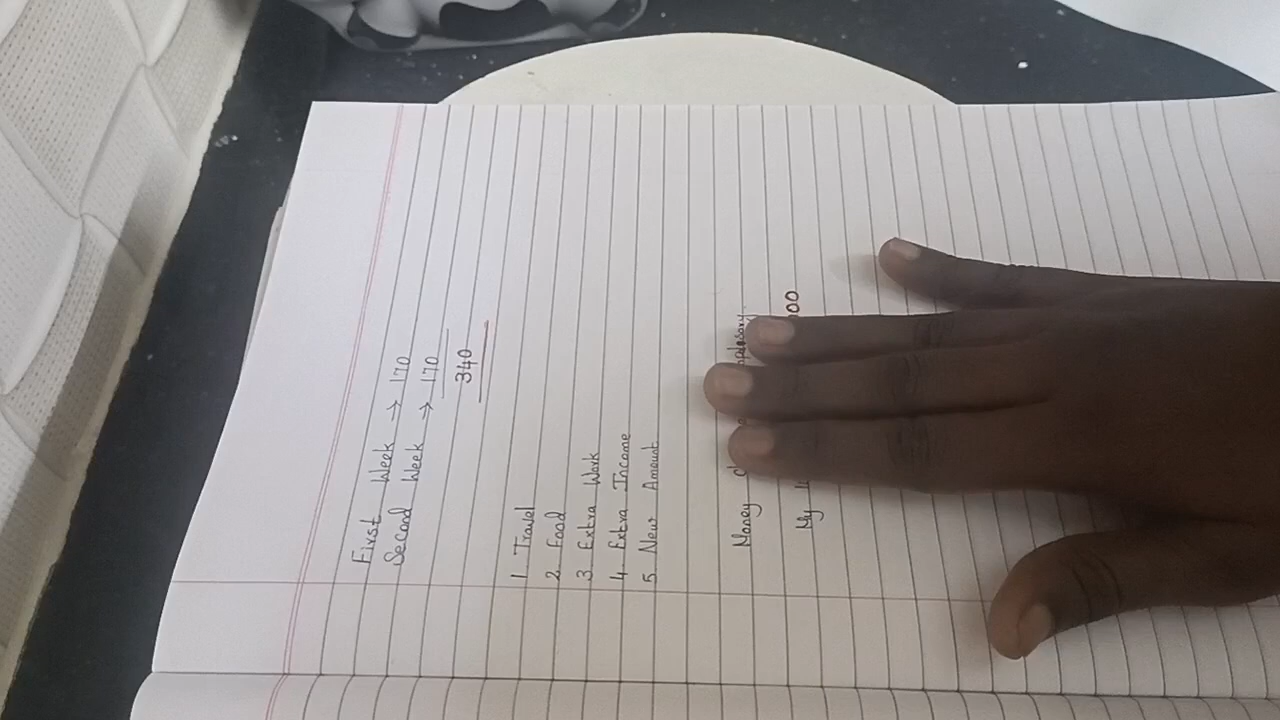 First Week → 170
Second Week → 170
340
1 Travel
2 Food
3 Extra Work
4 Extra Income
5 New Amount
Money
My